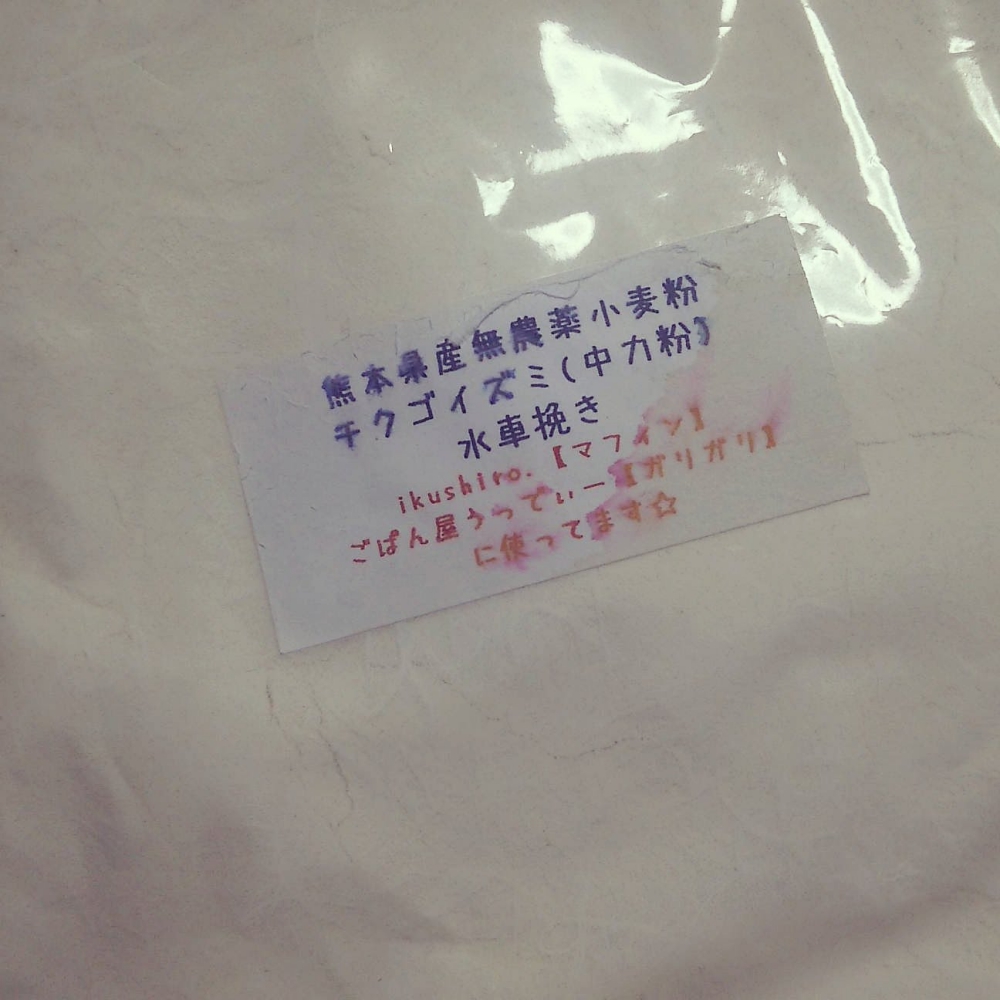 熊本県産無農薬小麦粉
チクゴイズミ(中力粉)
水車挽き
ikushiro.【マフィン】
ごぱん屋うっでぃー【ガリガリ】
に使ってます☆